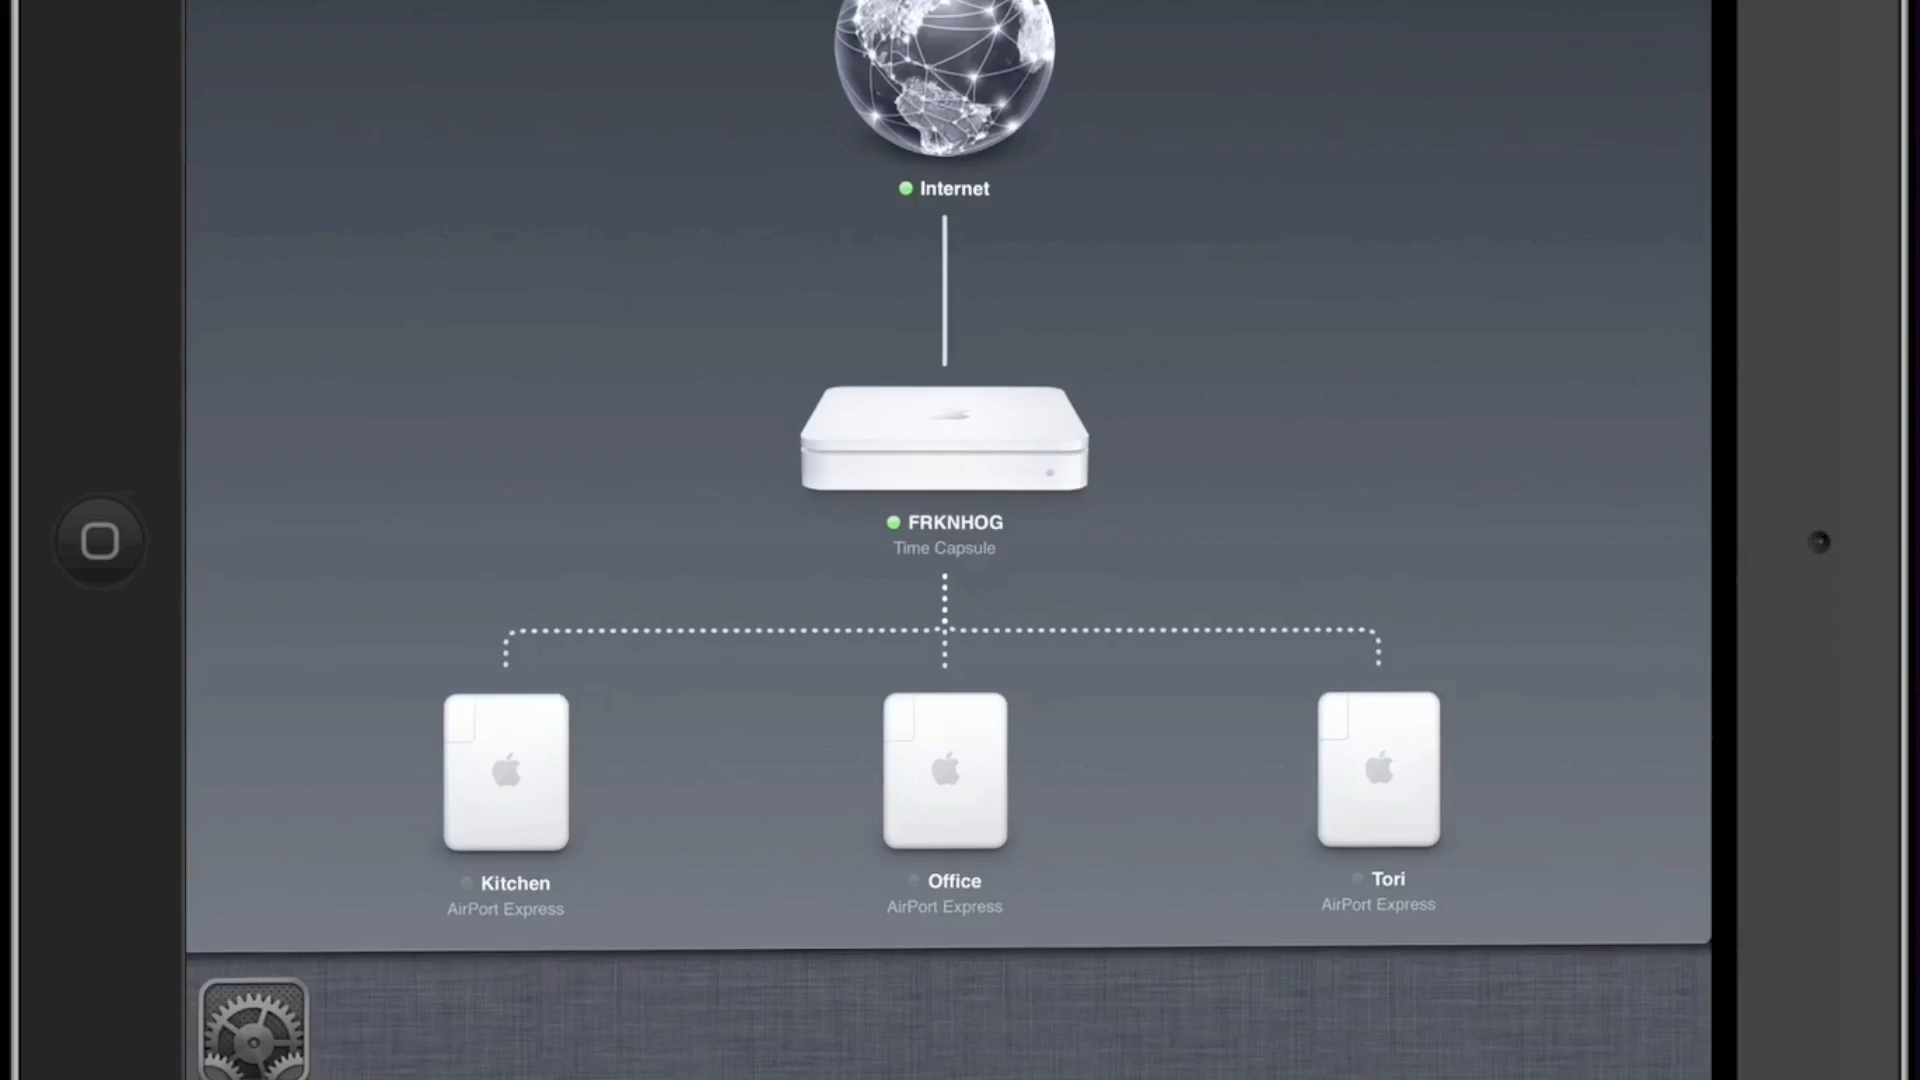 Internet
FRKNHOG
Time Capsule
Kitchen
AirPort Express
Office
AirPort Express
Tori
AirPort Express